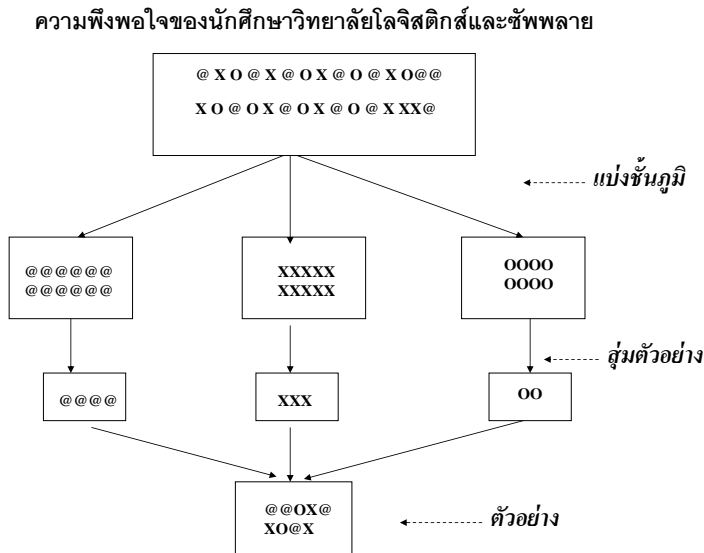 ความพึงพอใจของนักศึกษาวิทยาลัยโลจิสติกส์และซัพพลาย
@ X O @ X @ O X @ O @ X O@@
X O @ O X @ O X @ O @ X XX@
แบ่งชั้นภูมิ
@@@@@@
@@@@@@
XXXXX
XXXXX
OOOO
OOOO
สุ่มตัวอย่าง
@@@@
XXX
OO
@@OX@
XO@X
ตัวอย่าง